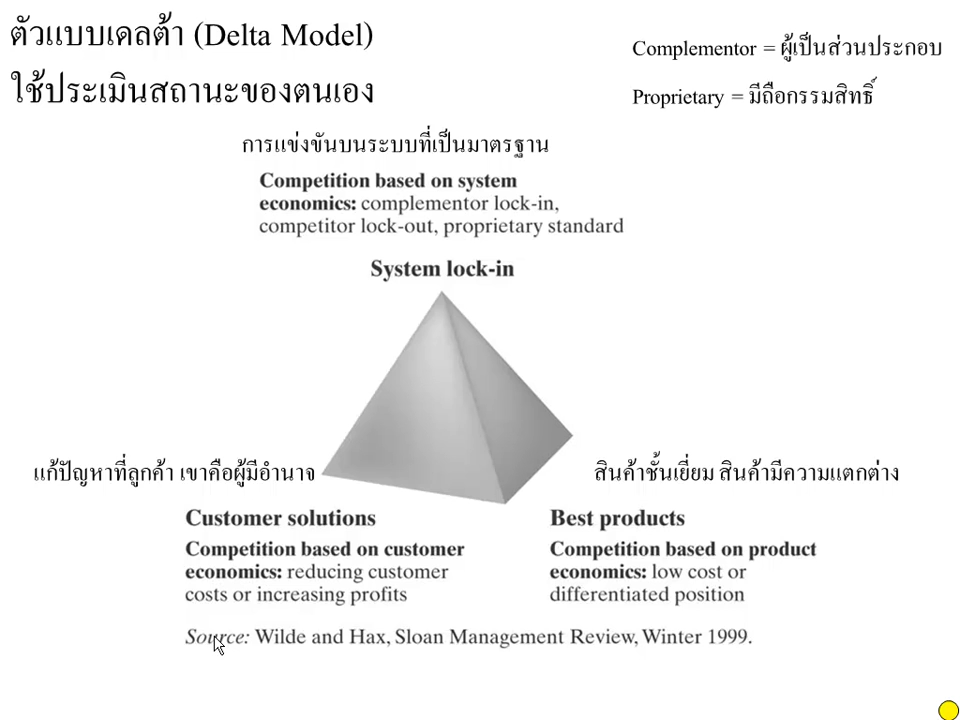 ตัวแบบเดลต้า (Delta Model)
ใช้ประเมินสถานะของตนเอง
Complementor = ผู้เป็นส่วนประกอบ
Proprietary = มีถือกรรมสิทธิ์
การแข่งขันบนระบบที่เป็นมาตรฐาน
Competition based on system
economics: complementor lock-in,
competitor lock-out, proprietary standard
System lock-in
แก้ปัญหาที่ลูกค้า เขาคือผู้มีอำนาจ
สินค้าชั้นเยี่ยม สินค้ามีความแตกต่าง
Customer solutions
Competition based on customer
economics: reducing customer
costs or increasing profits
Best products
Competition based on product
economics: low cost or
differentiated position
Source: Wilde and Hax, Sloan Management Review, Winter 1999.